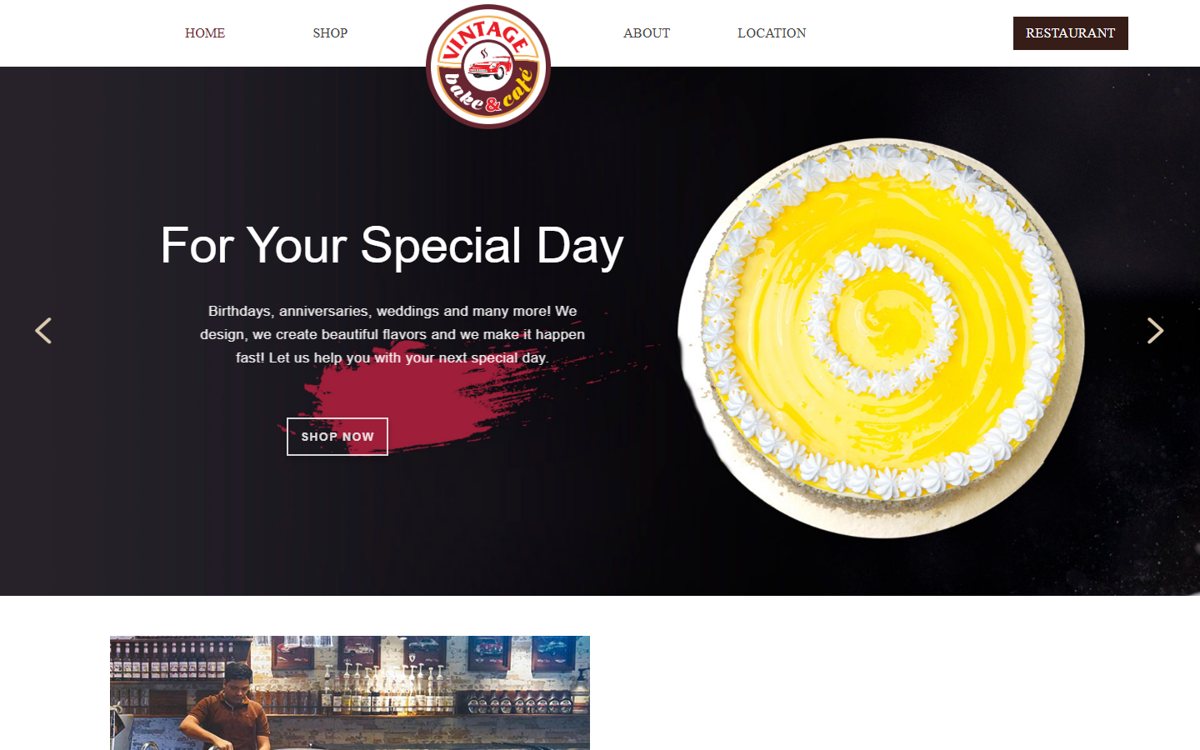 HOME
SHOP
VINTAGE
bake & café
ABOUT
LOCATION
RESTAURANT
For Your Special Day
Birthdays, anniversaries, weddings and many more! We
design, we create beautiful flavors and we make it happen
fast! Let us help you with your next special day.
SHOP NOW